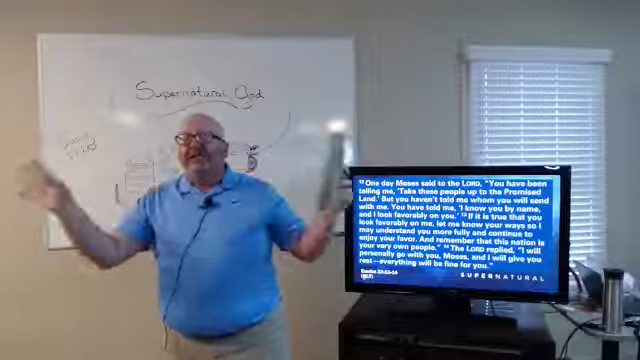 Supernatural God
12 One day Moses said to the LORD, "You have been
telling me, 'Take these people up to the Promised
Land.' But you haven't told me whom you will send
with me. You have told me, 'I know you by name,
and I look favorably on you.' 13 If it is true that you
look favorably on me, let me know your ways so I
may understand you more fully and continue to
enjoy your favor. And remember that this nation is
your very own people." 14 The LORD replied, "I will
personally go with you, Moses, and I will give you
rest—everything will be fine for you."
Exodus 33:12-14
(NLT)
SUPERNATURAL